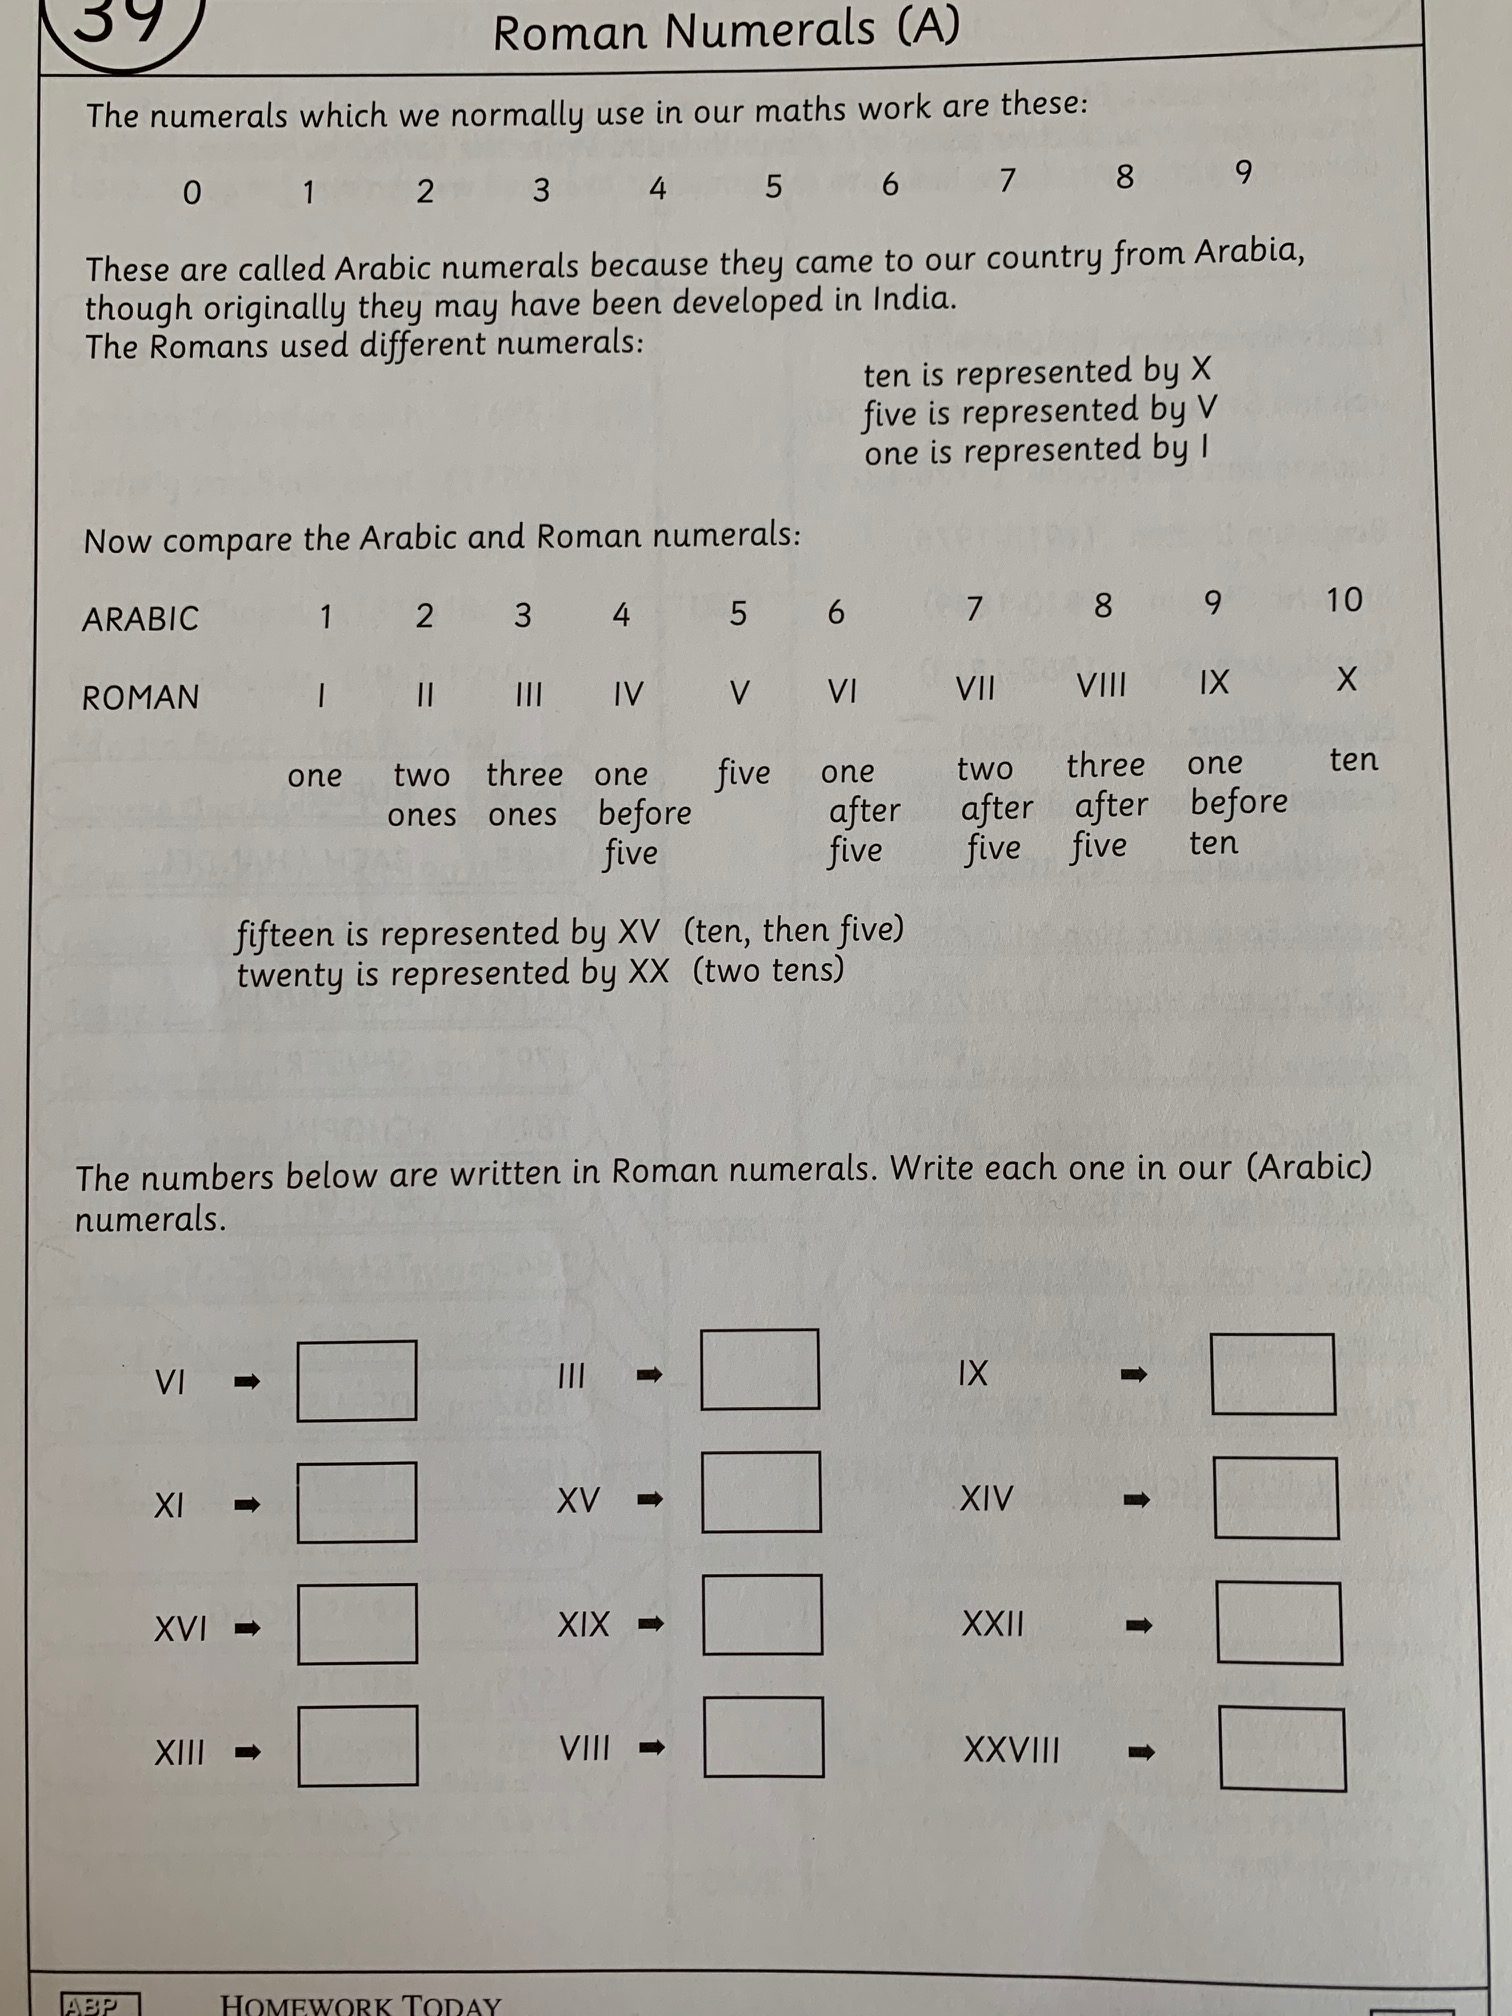 39
Roman Numerals (A)
The numerals which we normally use in our maths work are these:
0 1 2 3 4 5 6 7 8 9
These are called Arabic numerals because they came to our country from Arabia,
though originally they may have been developed in India.
The Romans used different numerals:
ten is represented by X
five is represented by V
one is represented by I
Now compare the Arabic and Roman numerals:
ARABIC 1 2 3 4 5 6 7 8 9 10
ROMAN I II III IV V VI VII VIII IX X
one two three one five one two three one ten
ones ones before after after after before
five five five five ten
fifteen is represented by XV (ten, then five)
twenty is represented by XX (two tens)
The numbers below are written in Roman numerals. Write each one in our (Arabic)
numerals.
VI ➡ III ➡ IX ➡
XI ➡ XV ➡ XIV ➡
XVI ➡ XIX ➡ XXII ➡
XIII ➡ VIII ➡ XXVIII ➡
ABP HOMEWORK TODAY